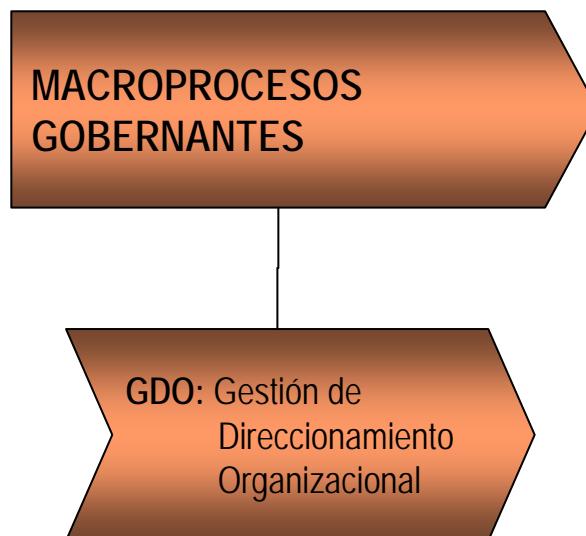 MACROPROCESOS
GOBERNANTES
GDO: Gestión de
Direccionamiento
Organizacional